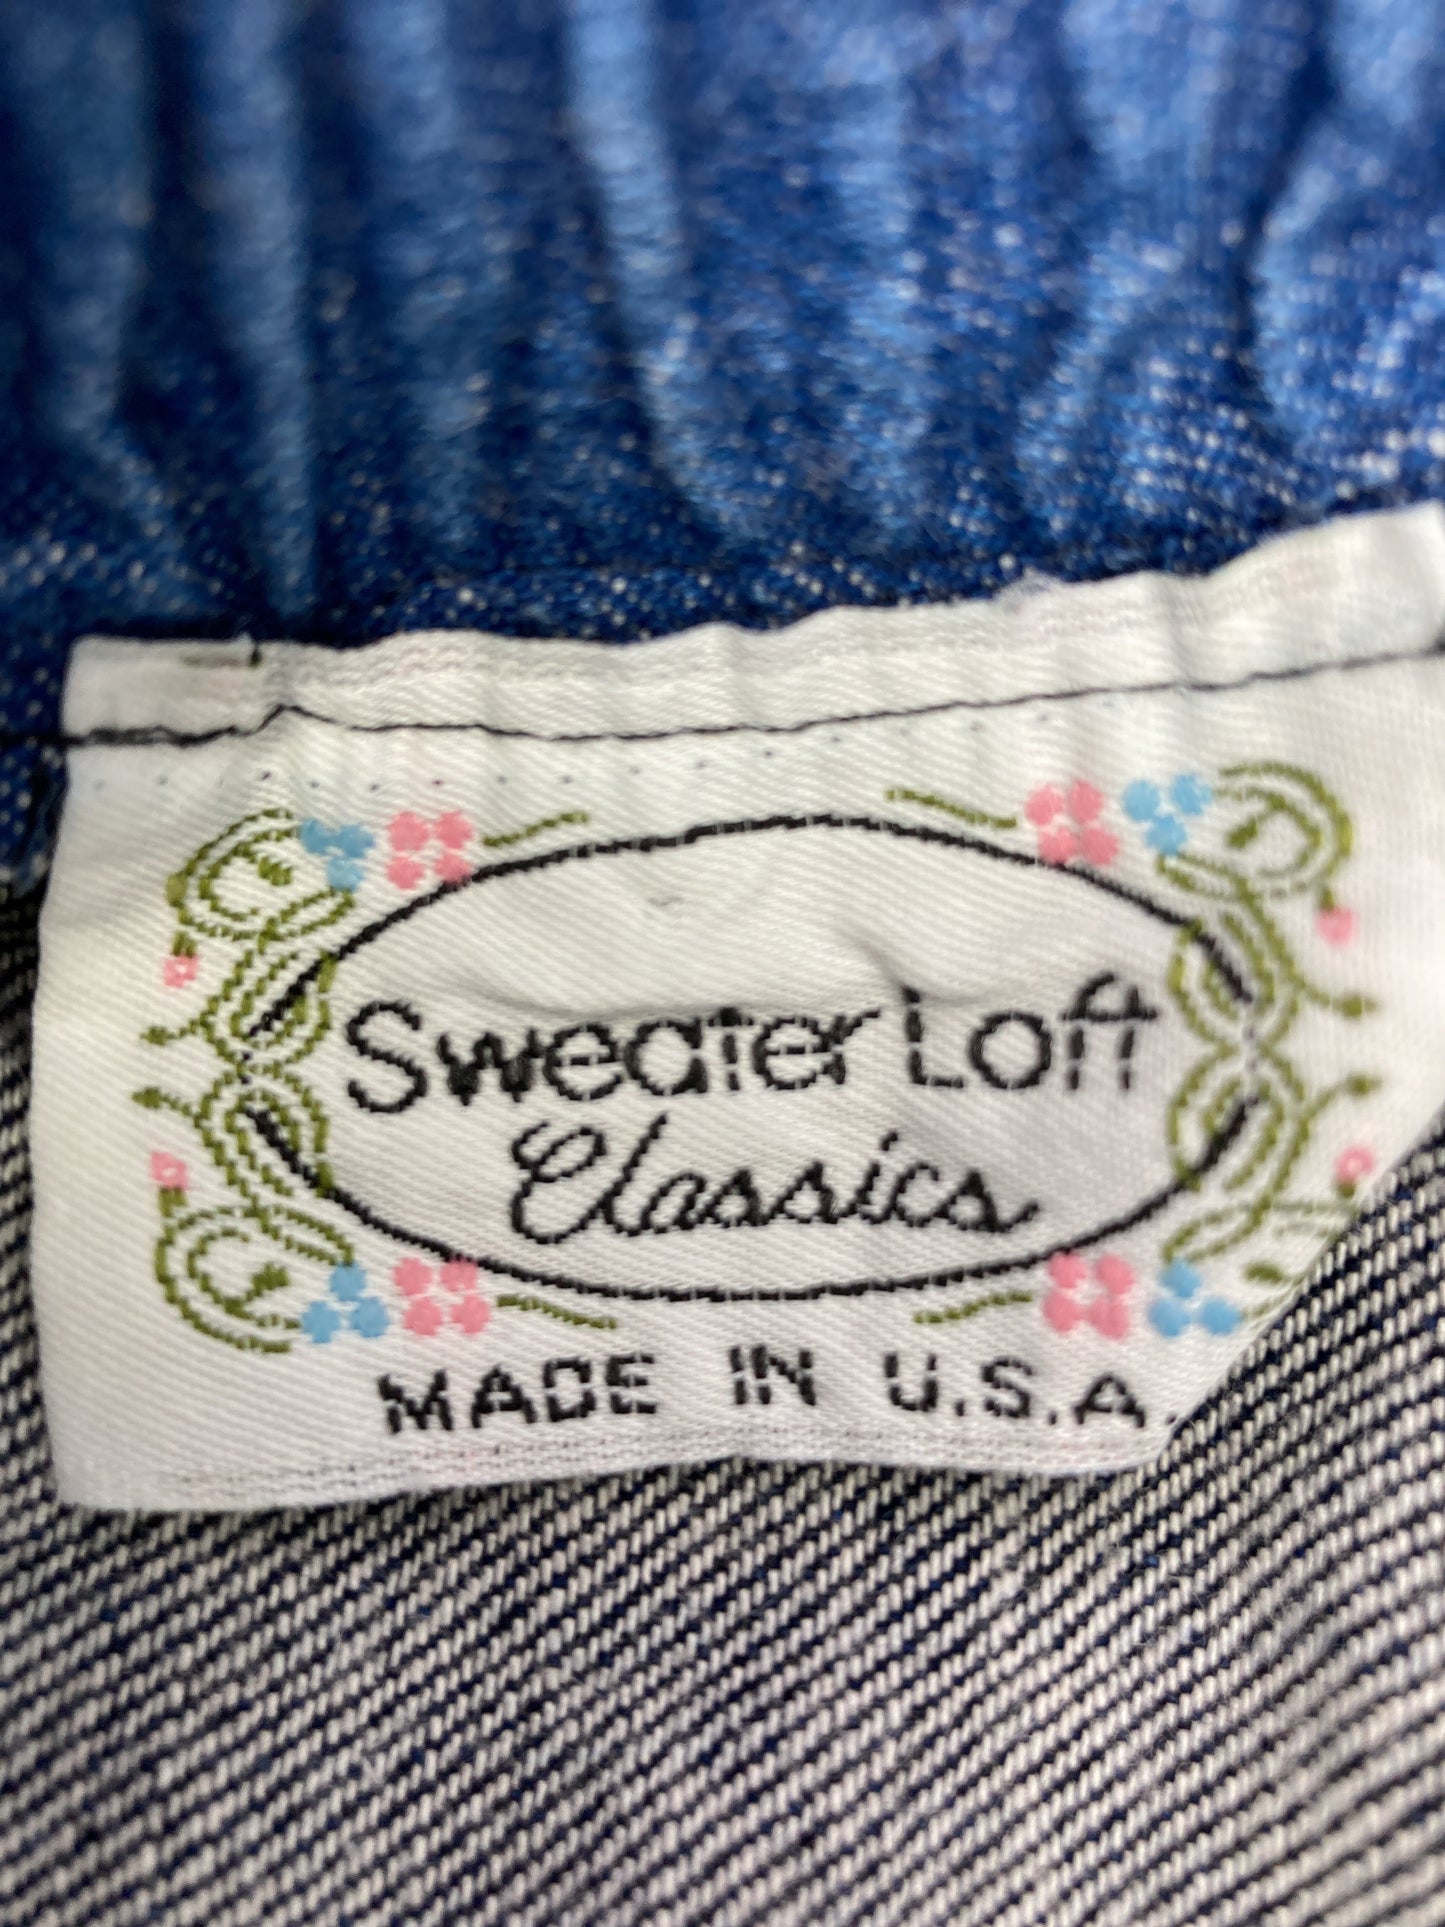 Sweater Loft
Classics
MADE IN U.S.A.